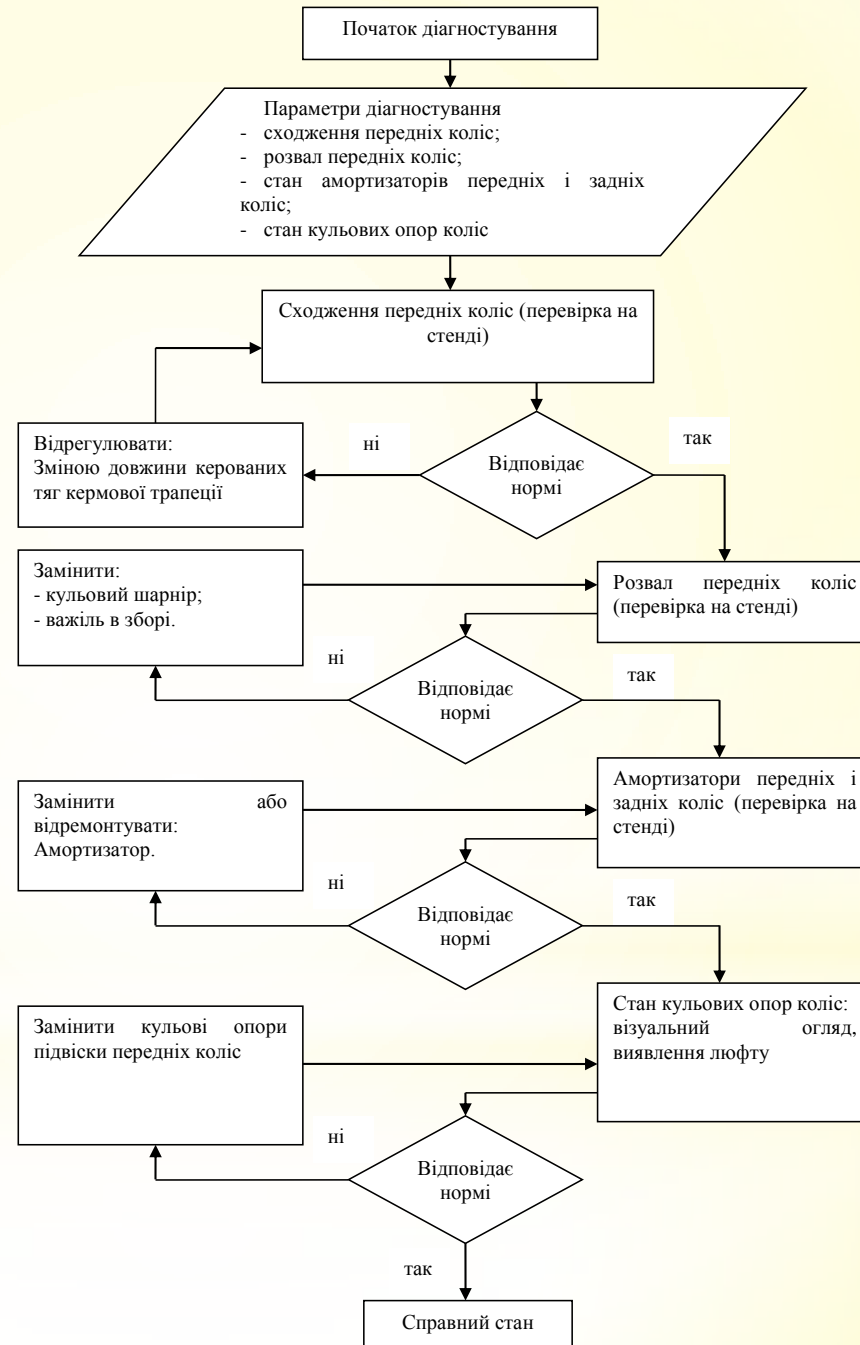 Початок діагностування
Параметри діагностування
- сходження передніх коліс;
- розвал передніх коліс;
- стан амортизаторів передніх і задніх
коліс;
- стан кульових опор коліс
Сходження передніх коліс (перевірка на
стенді)
Відповідає
нормі
ні
так
Відрегулювати:
Зміною довжини керованих
тяг кермової трапеції
Розвал передніх коліс
(перевірка на стенді)
Замінити:
- кульовий шарнір;
- важіль в зборі.
Відповідає
нормі
ні
так
Амортизатори передніх і
задніх коліс (перевірка на
стенді)
Замінити або
відремонтувати:
Амортизатор.
Відповідає
нормі
ні
так
Стан кульових опор коліс:
візуальний огляд,
виявлення люфту
Замінити кульові опори
підвіски передніх коліс
Відповідає
нормі
ні
так
Справний стан